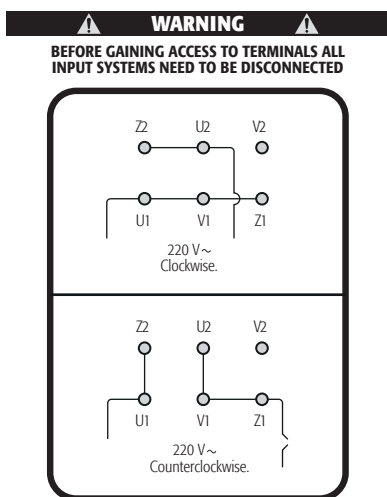 WARNING
BEFORE GAINING ACCESS TO TERMINALS ALL
INPUT SYSTEMS NEED TO BE DISCONNECTED
Z2 U2 V2
U1 V1 Z1
220 V~
Clockwise.
Z2 U2 V2
U1 V1 Z1
220 V~
Counterclockwise.